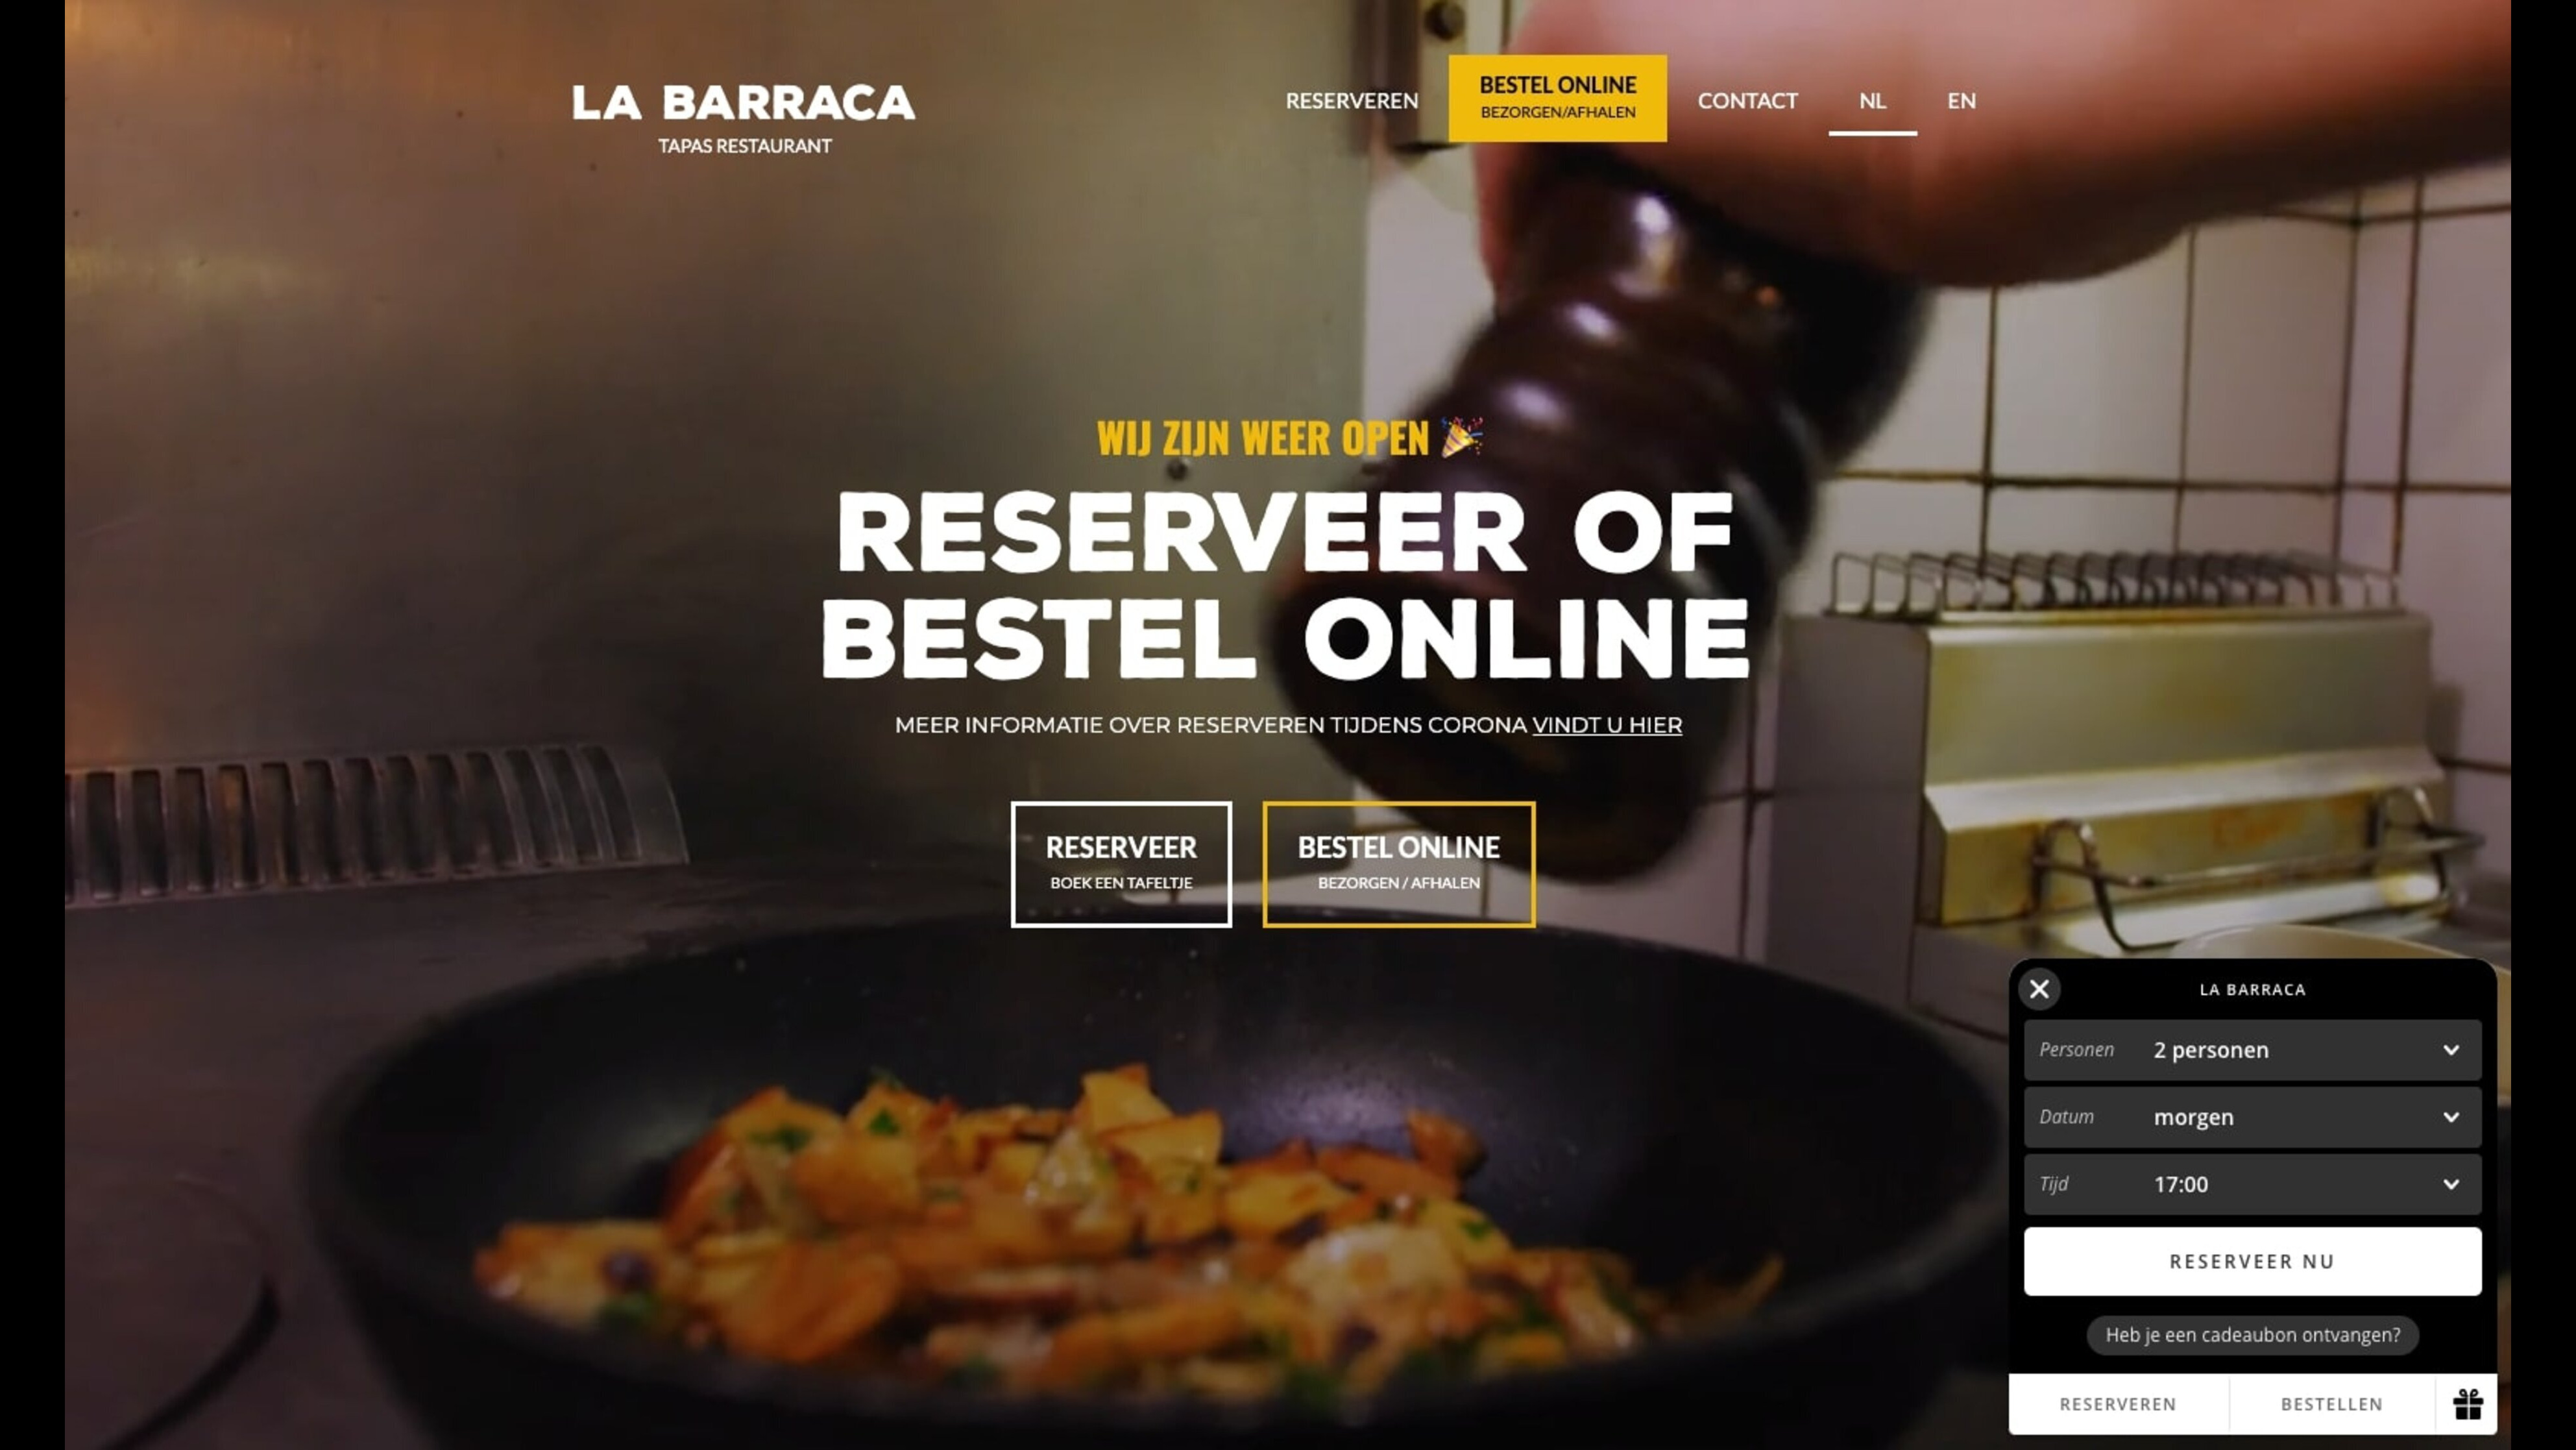 LA BARRACA
TAPAS RESTAURANT
RESERVEREN
BESTEL ONLINE
BEZORGEN/AFHALEN
CONTACT
NL
EN
WIJ ZIJN WEER OPEN 🎉
RESERVEER OF
BESTEL ONLINE
MEER INFORMATIE OVER RESERVEREN TIJDENS CORONA VINDT U HIER
RESERVEER
BOEK EEN TAFELTJE
BESTEL ONLINE
BEZORGEN / AFHALEN
LA BARRACA
Personen 2 personen
Datum morgen
Tijd 17:00
RESERVEER NU
Heb je een cadeaubon ontvangen?
RESERVEREN BESTELLEN